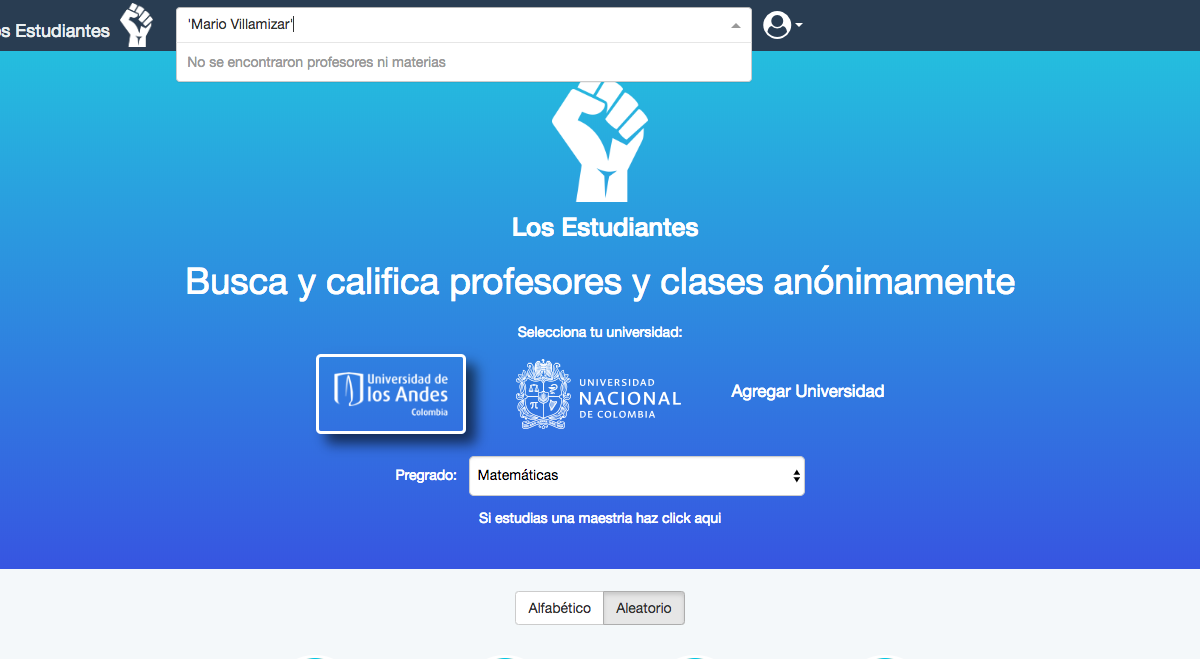 s Estudiantes
'Mario Villamizar'
No se encontraron profesores ni materias
Los Estudiantes
Busca y califica profesores y clases anónimamente
Selecciona tu universidad:
Universidad de
los Andes
Colombia
UNIVERSIDAD
NACIONAL
DE COLOMBIA
Agregar Universidad
Pregrado:
Matemáticas
Si estudias una maestria haz click aqui
Alfabético
Aleatorio